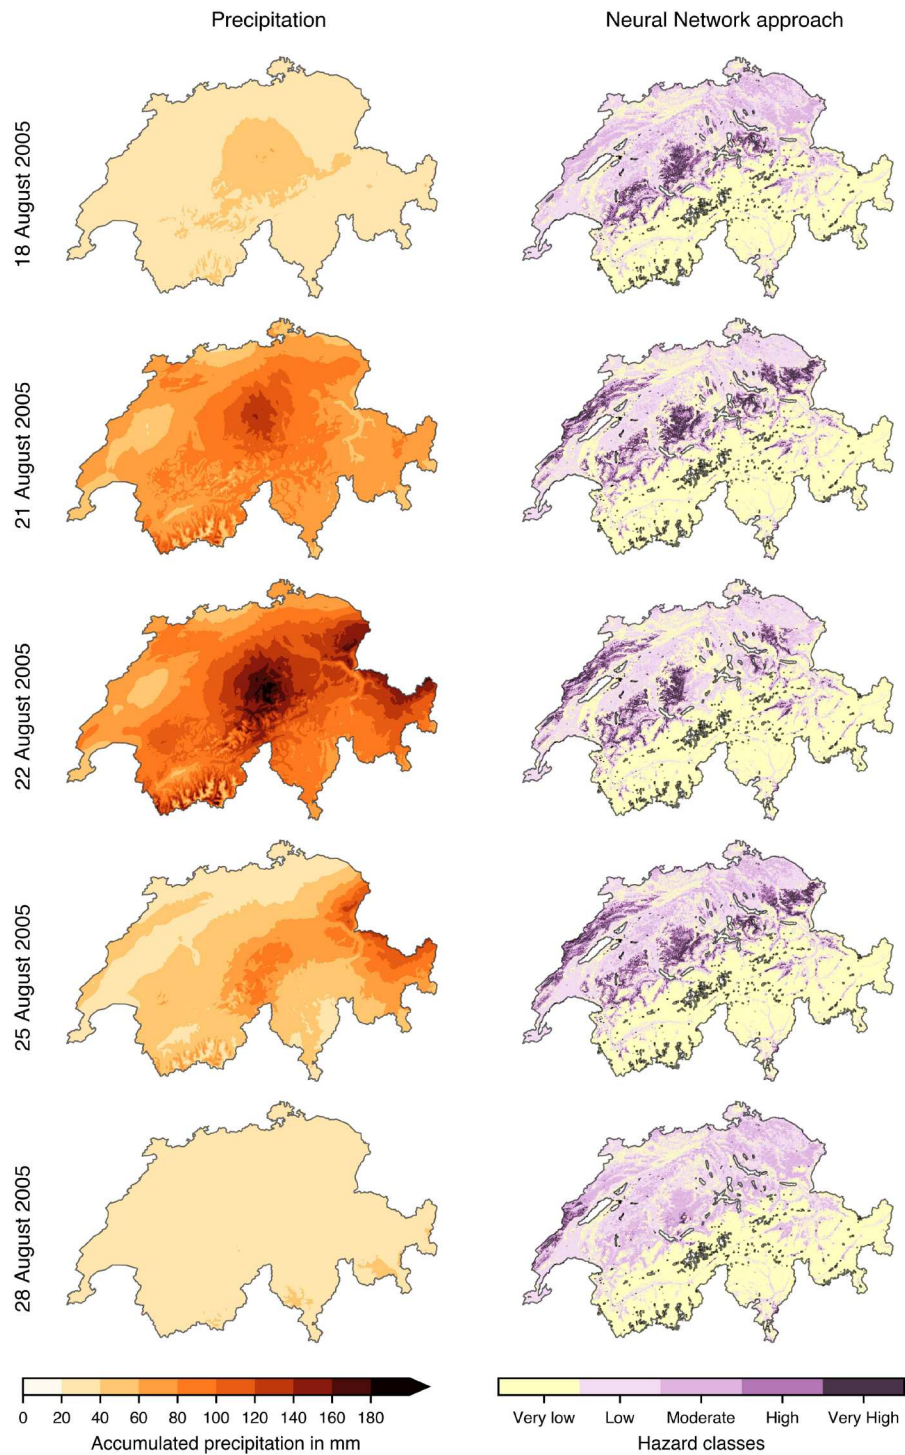 Precipitation
Neural Network approach
18 August 2005
21 August 2005
22 August 2005
25 August 2005
28 August 2005
0 20 40 60 80 100 120 140 160 180
Accumulated precipitation in mm
Very low Low Moderate High Very High
Hazard classes